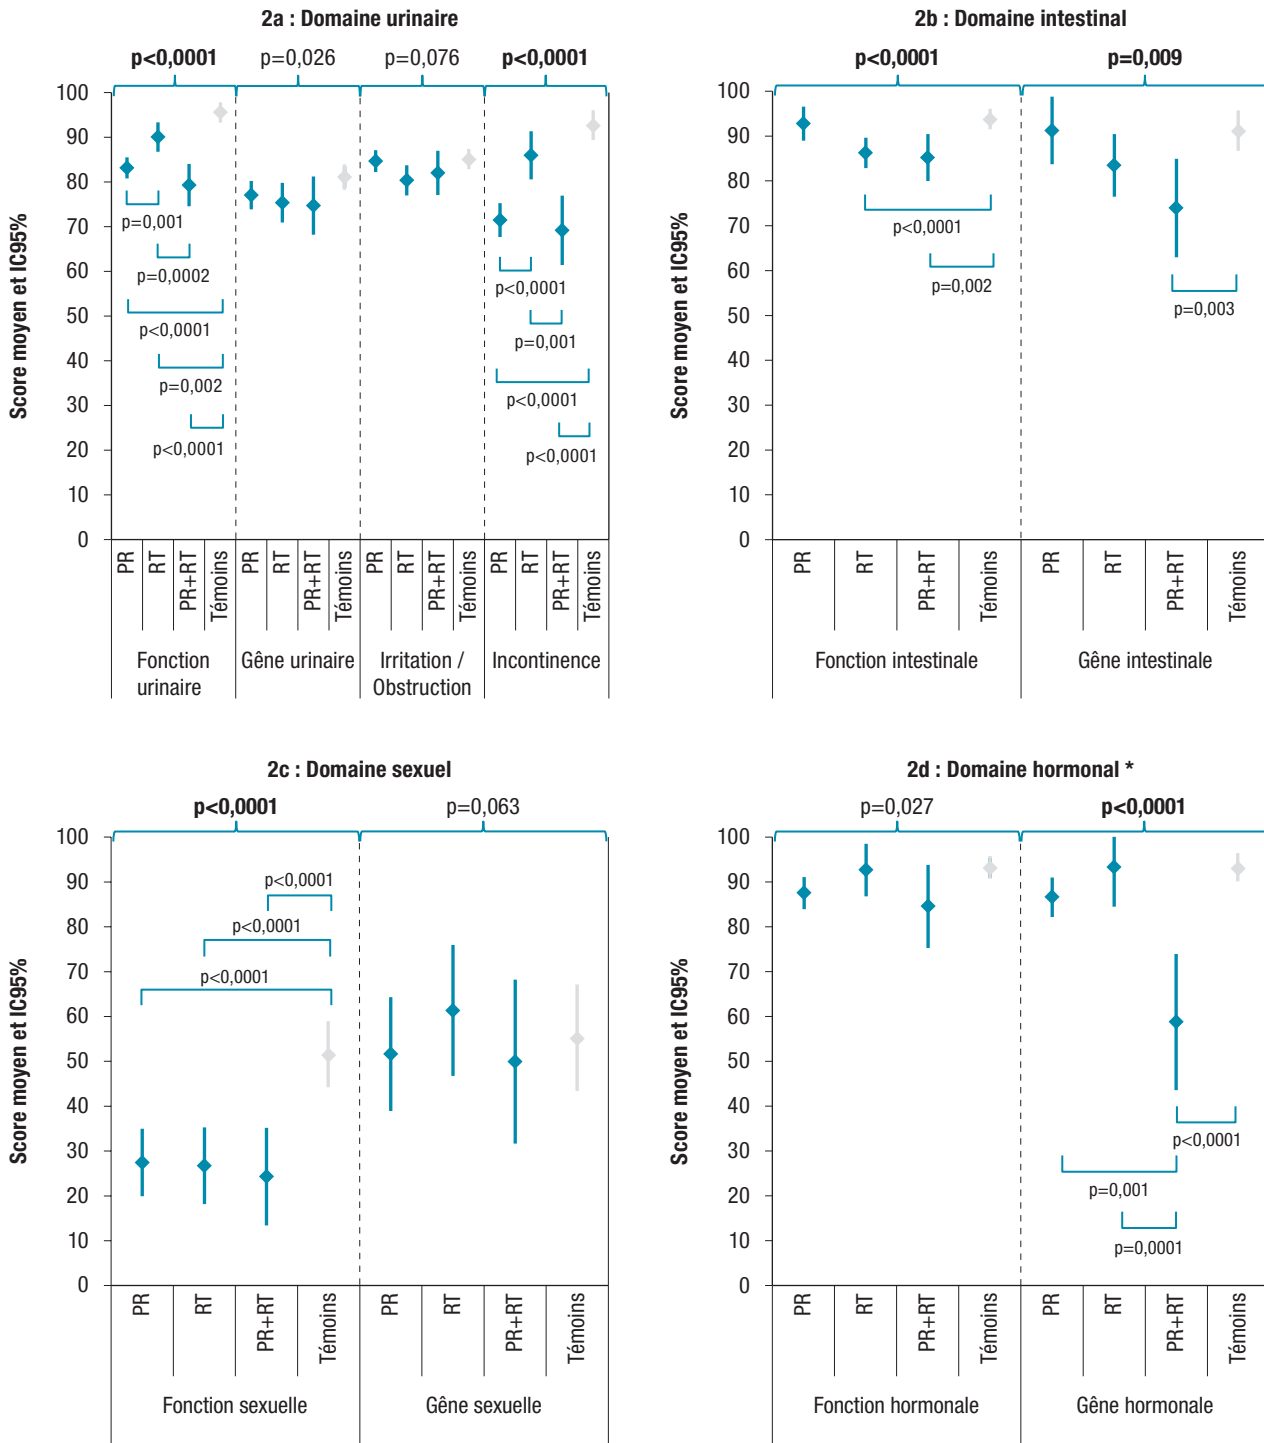 2a : Domaine urinaire
p<0,0001 p=0,026 p=0,076 p<0,0001
Score moyen et IC95%
100
90
80
70
60
50
40
30
20
10
0
p=0,001
p=0,0002
p<0,0001
p=0,002
p<0,0001
p<0,0001
p=0,001
p<0,0001
p<0,0001
PR RT PR+RT Témoins PR RT PR+RT Témoins PR RT PR+RT Témoins PR RT PR+RT Témoins
Fonction urinaire
Gêne urinaire
Irritation / Obstruction
Incontinence
2b : Domaine intestinal
p<0,0001 p=0,009
Score moyen et IC95%
100
90
80
70
60
50
40
30
20
10
0
p<0,0001
p=0,002
p=0,003
PR RT PR+RT Témoins PR RT PR+RT Témoins
Fonction intestinale Gêne intestinale
2c : Domaine sexuel
p<0,0001 p=0,063
Score moyen et IC95%
100
90
80
70
60
50
40
30
20
10
0
p<0,0001
p<0,0001
p<0,0001
PR RT PR+RT Témoins PR RT PR+RT Témoins
Fonction sexuelle Gêne sexuelle
2d : Domaine hormonal *
p=0,027 p<0,0001
Score moyen et IC95%
100
90
80
70
60
50
40
30
20
10
0
p<0,0001
p=0,001
p=0,0001
PR RT PR+RT Témoins PR RT PR+RT Témoins
Fonction hormonale Gêne hormonale